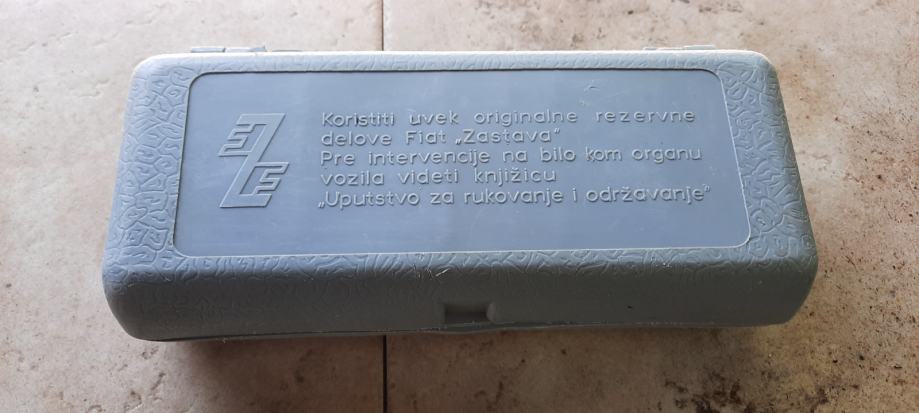 Koristiti uvek originalne rezervne
delove Fiat „Zastava“
Pre intervencije na bilo kom organu
vozila videti knjižicu
„Uputstvo za rukovanje i održavanje“